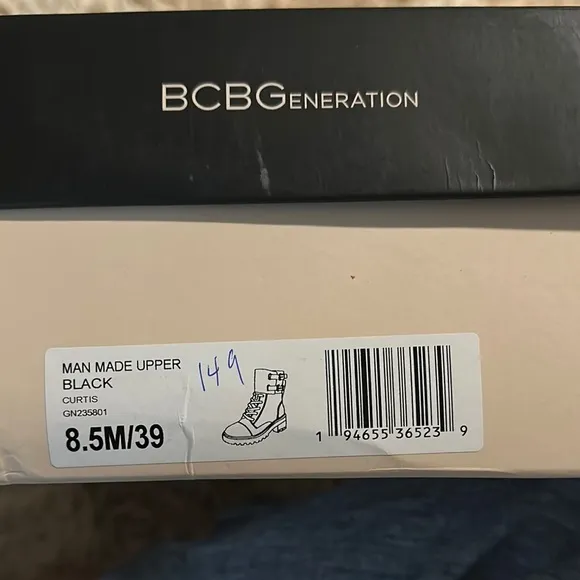 BCBGENERATION
MAN MADE UPPER
BLACK
CURTIS
GN235801
8.5M/39
149
1 94655 36523 9